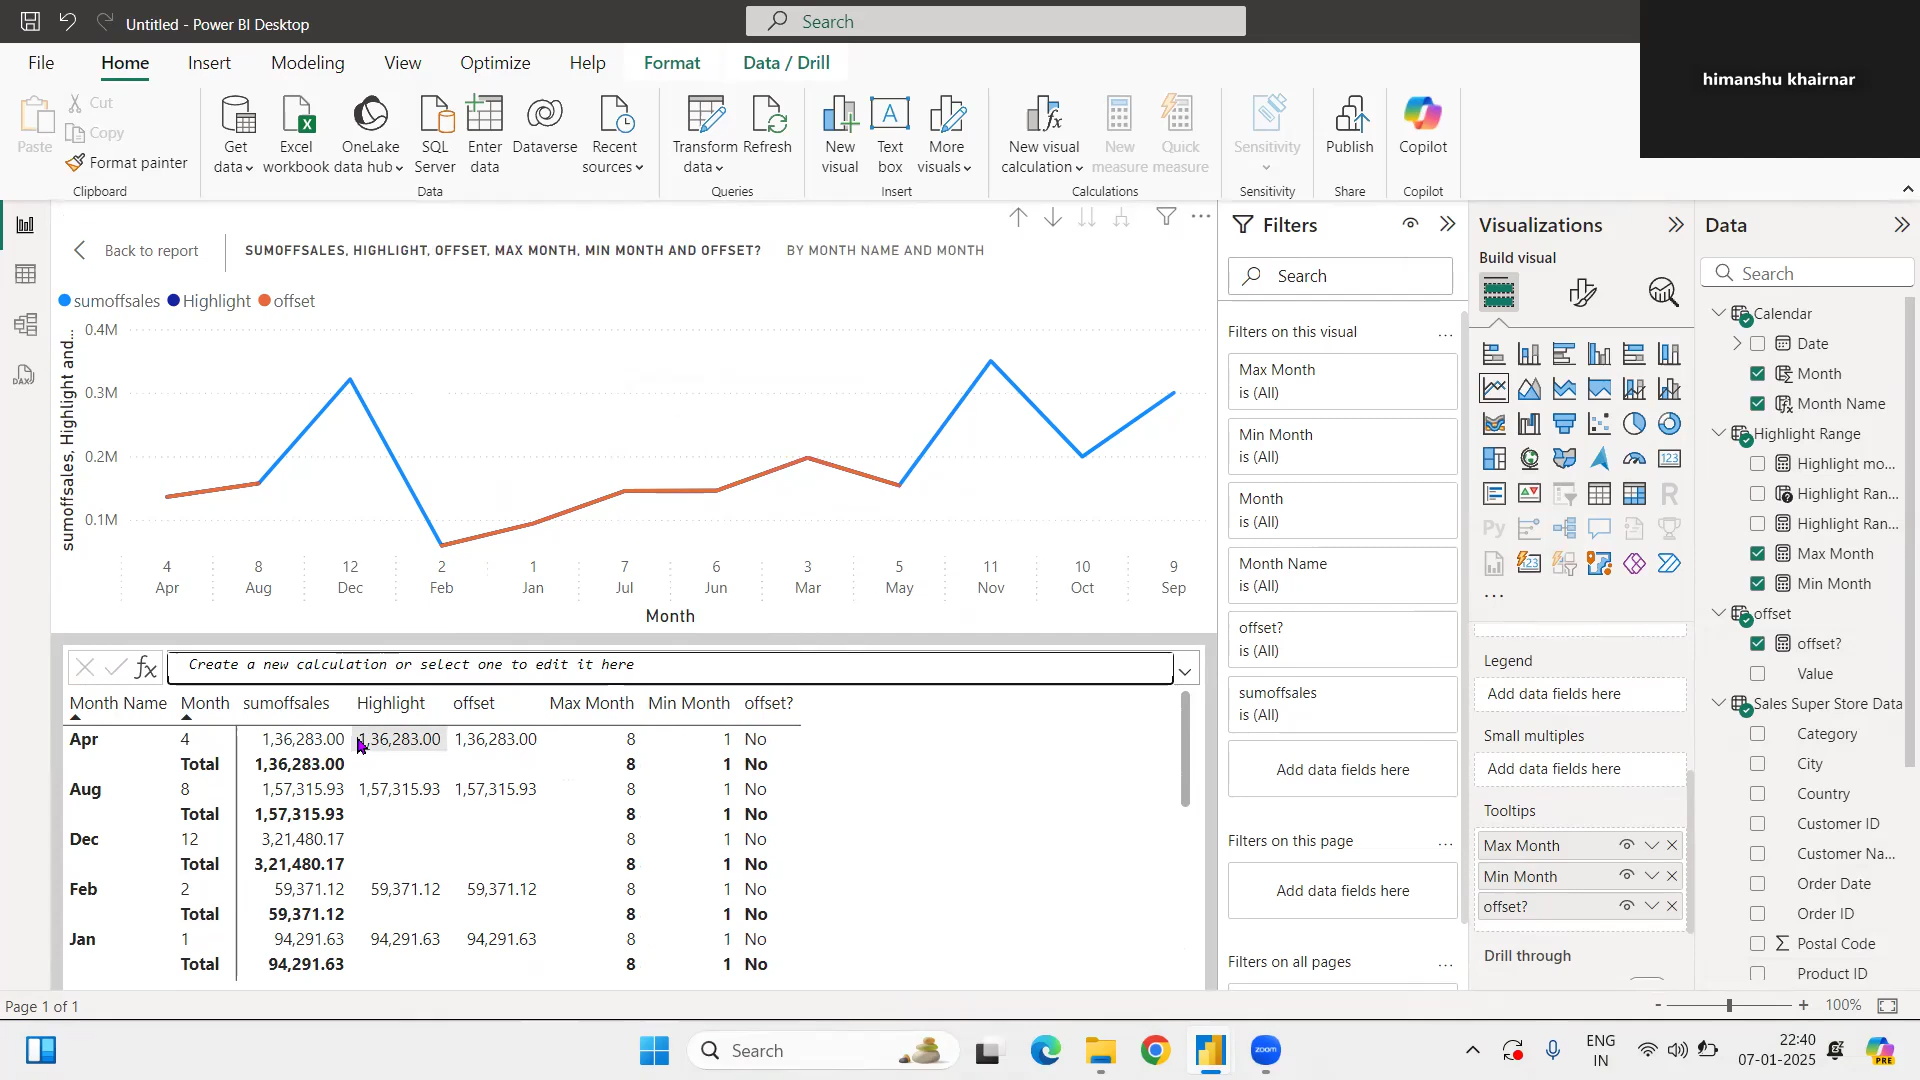 Untitled - Power BI Desktop
Search
himanshu khairnar
File Home Insert Modeling View Optimize Help Format Data / Drill
Paste
Cut
Copy
Format painter
Clipboard
Get data
Excel workbook
OneLake data hub
SQL Server
Enter data
Dataverse
Recent sources
Data
Transform data
Refresh
Queries
New visual
Text box
More visuals
Insert
New visual calculation
New measure
Quick measure
Calculations
Sensitivity
Sensitivity
Publish
Share
Copilot
Copilot
Back to report
SUMOFFSALES, HIGHLIGHT, OFFSET, MAX MONTH, MIN MONTH AND OFFSET? BY MONTH NAME AND MONTH
sumoffsales Highlight offset
sumoffsales, Highlight and...
0.4M
0.3M
0.2M
0.1M
4 8 12 2 1 7 6 3 5 11 10 9
Apr Aug Dec Feb Jan Jul Jun Mar May Nov Oct Sep
Month
fx Create a new calculation or select one to edit it here
Month Name Month sumoffsales Highlight offset Max Month Min Month offset?
Apr 4 1,36,283.00 1,36,283.00 1,36,283.00 8 1 No
Total 1,36,283.00 8 1 No
Aug 8 1,57,315.93 1,57,315.93 1,57,315.93 8 1 No
Total 1,57,315.93 8 1 No
Dec 12 3,21,480.17 8 1 No
Total 3,21,480.17 8 1 No
Feb 2 59,371.12 59,371.12 59,371.12 8 1 No
Total 59,371.12 8 1 No
Jan 1 94,291.63 94,291.63 94,291.63 8 1 No
Total 94,291.63 8 1 No
Filters
Search
Filters on this visual ...
Max Month
is (All)
Min Month
is (All)
Month
is (All)
Month Name
is (All)
offset?
is (All)
sumoffsales
is (All)
Add data fields here
Filters on this page ...
Add data fields here
Filters on all pages ...
Visualizations
Build visual
123
R
Py
...
Legend
Add data fields here
Small multiples
Add data fields here
Tooltips
Max Month
Min Month
offset?
Drill through
Data
Search
Calendar
Date
Month
Month Name
Highlight Range
Highlight mo...
Highlight Ran...
Highlight Ran...
Max Month
Min Month
offset
offset?
Value
Sales Super Store Data
Category
City
Country
Customer ID
Customer Na...
Order Date
Order ID
Postal Code
Product ID
Page 1 of 1
- + 100%
Search
zoom
ENG
IN
22:40
07-01-2025
PRE